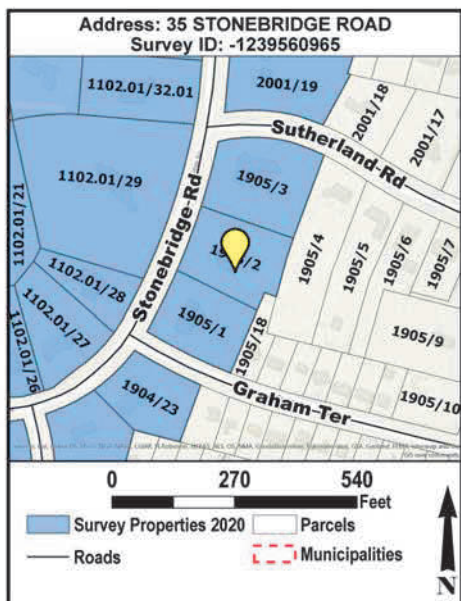 Address: 35 STONEBRIDGE ROAD
Survey ID: -1239560965
1102.01/32.01
2001/19
2001/18
2001/17
Sutherland Rd
1102.01/29
1102.01/21
Stonebridge Rd
1905/3
1905/4
1905/5
1905/6
1905/7
1102.01/28
1102.01/27
1102.01/26
1905/1
1905/18
1905/9
1904/23
Graham Ter
1905/10
0 270 540
Feet
Survey Properties 2020
Parcels
Roads
Municipalities
N